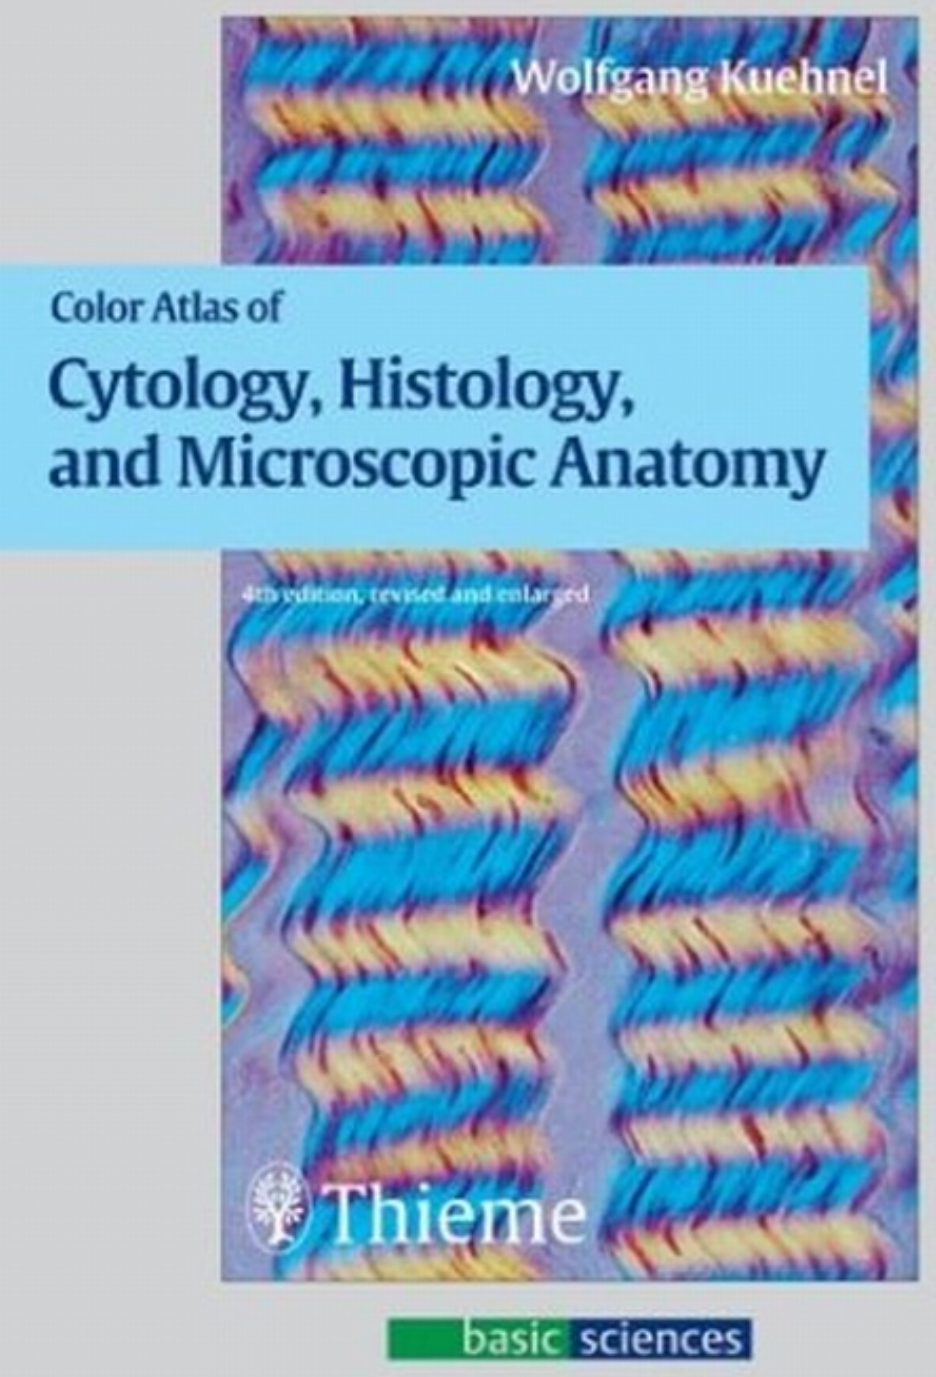 Wolfgang Kuehnel
Color Atlas of
Cytology, Histology,
and Microscopic Anatomy
4th edition, revised and enlarged
Thieme
basic sciences